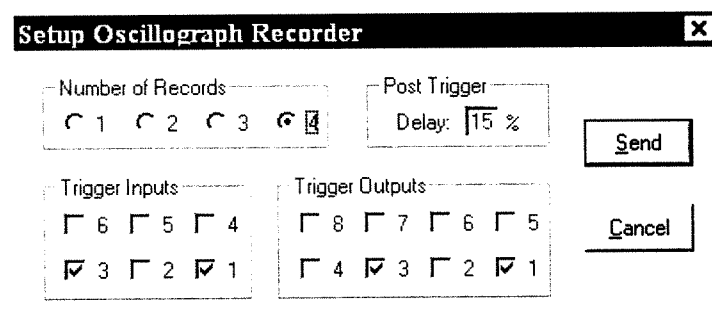 Setup Oscillograph Recorder
Number of Records
1 2 3 4
Post Trigger
Delay: 15 %
Send
Trigger Inputs
6 5 4
3 2 1
Trigger Outputs
8 7 6 5
4 3 2 1
Cancel